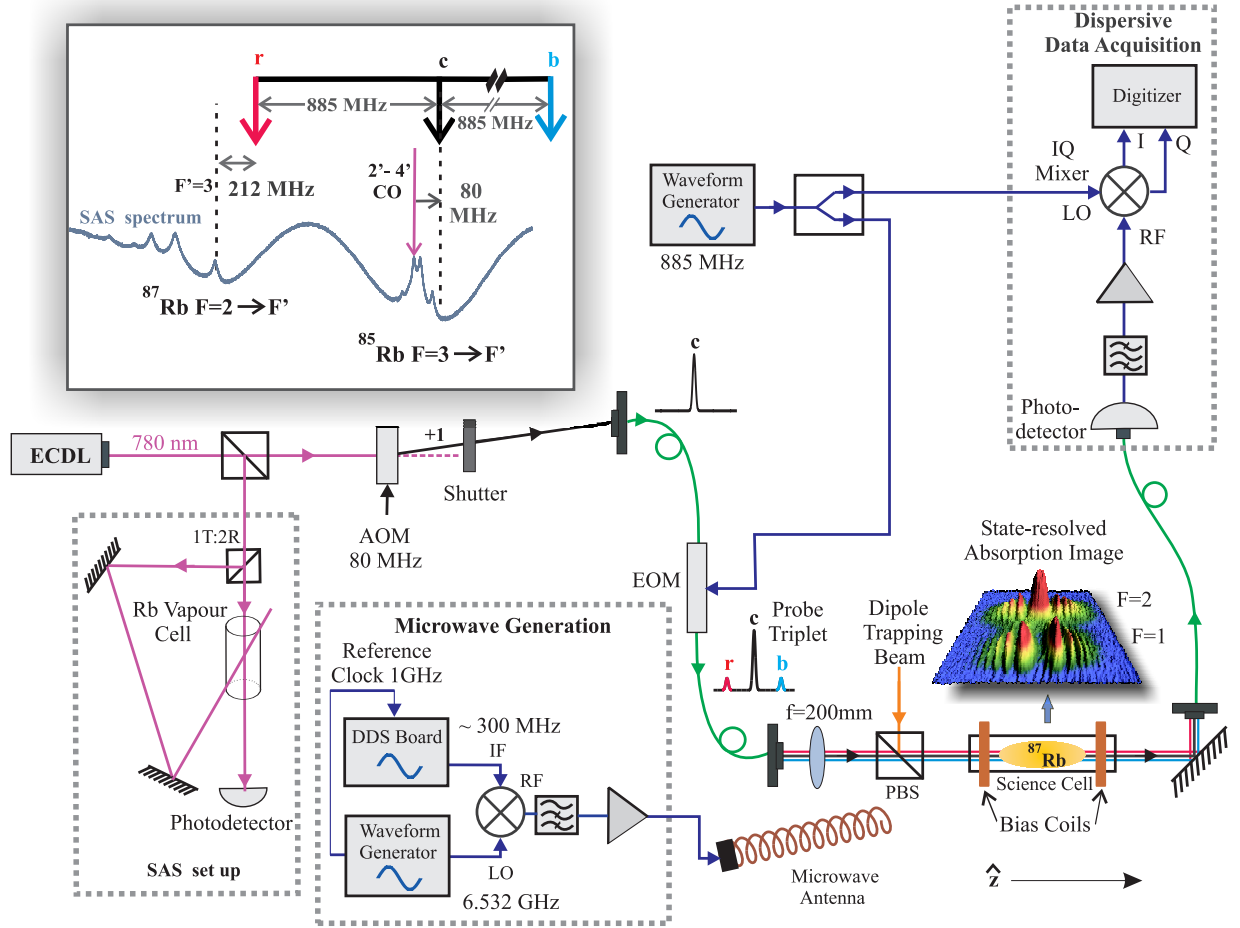 r
c
b
885 MHz
885 MHz
F'=3
212 MHz
2'- 4'
CO
80
MHz
SAS spectrum
87Rb F=2 → F'
85Rb F=3 → F'
Dispersive
Data Acquisition
Digitizer
I
Q
IQ
Mixer
LO
RF
Photo-
detector
Waveform
Generator
885 MHz
c
ECDL
780 nm
+1
Shutter
AOM
80 MHz
1T:2R
Rb Vapour
Cell
Photodetector
SAS set up
EOM
c
r
b
Probe
Triplet
Dipole
Trapping
Beam
State-resolved
Absorption Image
F=2
F=1
Microwave Generation
Reference
Clock 1GHz
DDS Board
~ 300 MHz
IF
RF
Waveform
Generator
LO
6.532 GHz
Microwave
Antenna
f=200mm
PBS
87Rb
Science Cell
Bias Coils
ẑ